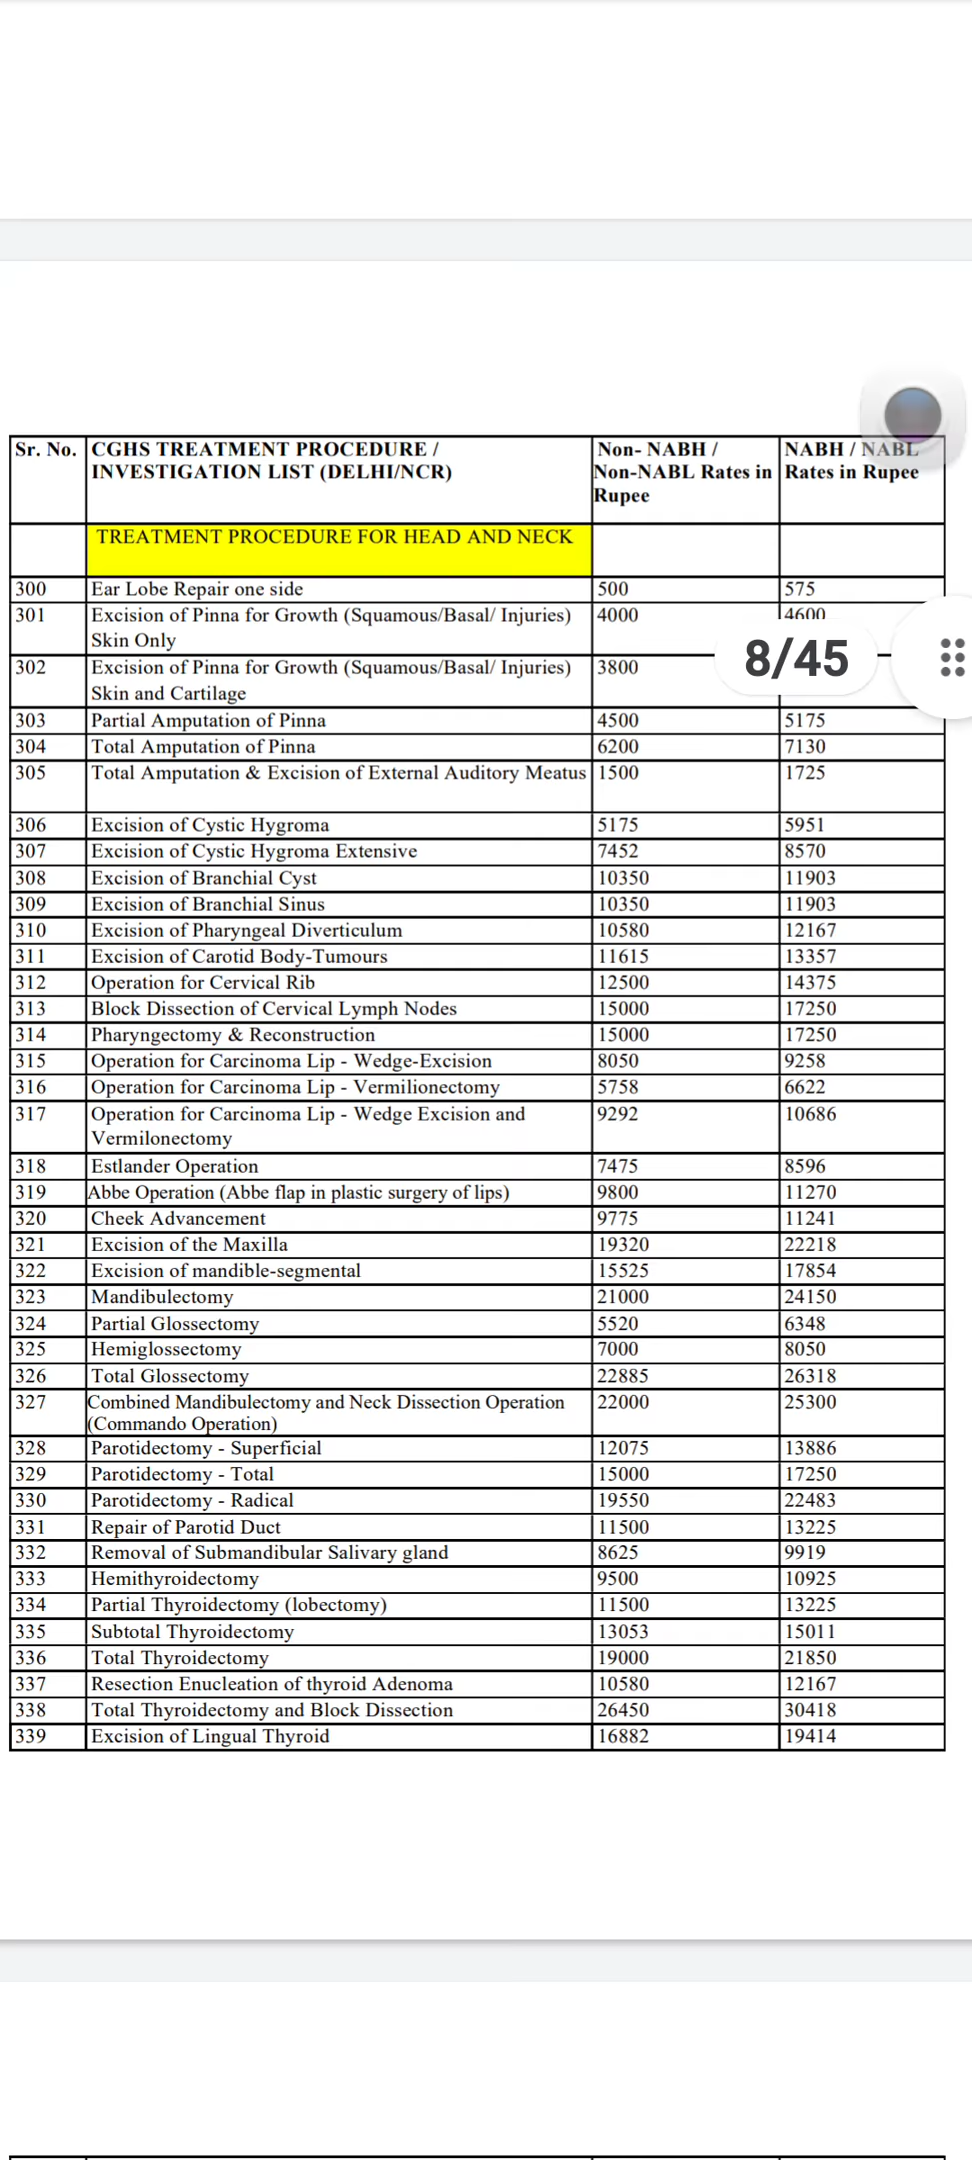 Sr. No. CGHS TREATMENT PROCEDURE / INVESTIGATION LIST (DELHI/NCR) Non- NABH / Non-NABL Rates in Rupee NABH / NABL Rates in Rupee
TREATMENT PROCEDURE FOR HEAD AND NECK
300 Ear Lobe Repair one side 500 575
301 Excision of Pinna for Growth (Squamous/Basal/ Injuries) Skin Only 4000 4600
8/45
302 Excision of Pinna for Growth (Squamous/Basal/ Injuries) Skin and Cartilage 3800
303 Partial Amputation of Pinna 4500 5175
304 Total Amputation of Pinna 6200 7130
305 Total Amputation & Excision of External Auditory Meatus 1500 1725
306 Excision of Cystic Hygroma 5175 5951
307 Excision of Cystic Hygroma Extensive 7452 8570
308 Excision of Branchial Cyst 10350 11903
309 Excision of Branchial Sinus 10350 11903
310 Excision of Pharyngeal Diverticulum 10580 12167
311 Excision of Carotid Body-Tumours 11615 13357
312 Operation for Cervical Rib 12500 14375
313 Block Dissection of Cervical Lymph Nodes 15000 17250
314 Pharyngectomy & Reconstruction 15000 17250
315 Operation for Carcinoma Lip - Wedge-Excision 8050 9258
316 Operation for Carcinoma Lip - Vermilionectomy 5758 6622
317 Operation for Carcinoma Lip - Wedge Excision and Vermilonectomy 9292 10686
318 Estlander Operation 7475 8596
319 Abbe Operation (Abbe flap in plastic surgery of lips) 9800 11270
320 Cheek Advancement 9775 11241
321 Excision of the Maxilla 19320 22218
322 Excision of mandible-segmental 15525 17854
323 Mandibulectomy 21000 24150
324 Partial Glossectomy 5520 6348
325 Hemiglossectomy 7000 8050
326 Total Glossectomy 22885 26318
327 Combined Mandibulectomy and Neck Dissection Operation (Commando Operation) 22000 25300
328 Parotidectomy - Superficial 12075 13886
329 Parotidectomy - Total 15000 17250
330 Parotidectomy - Radical 19550 22483
331 Repair of Parotid Duct 11500 13225
332 Removal of Submandibular Salivary gland 8625 9919
333 Hemithyroidectomy 9500 10925
334 Partial Thyroidectomy (lobectomy) 11500 13225
335 Subtotal Thyroidectomy 13053 15011
336 Total Thyroidectomy 19000 21850
337 Resection Enucleation of thyroid Adenoma 10580 12167
338 Total Thyroidectomy and Block Dissection 26450 30418
339 Excision of Lingual Thyroid 16882 19414